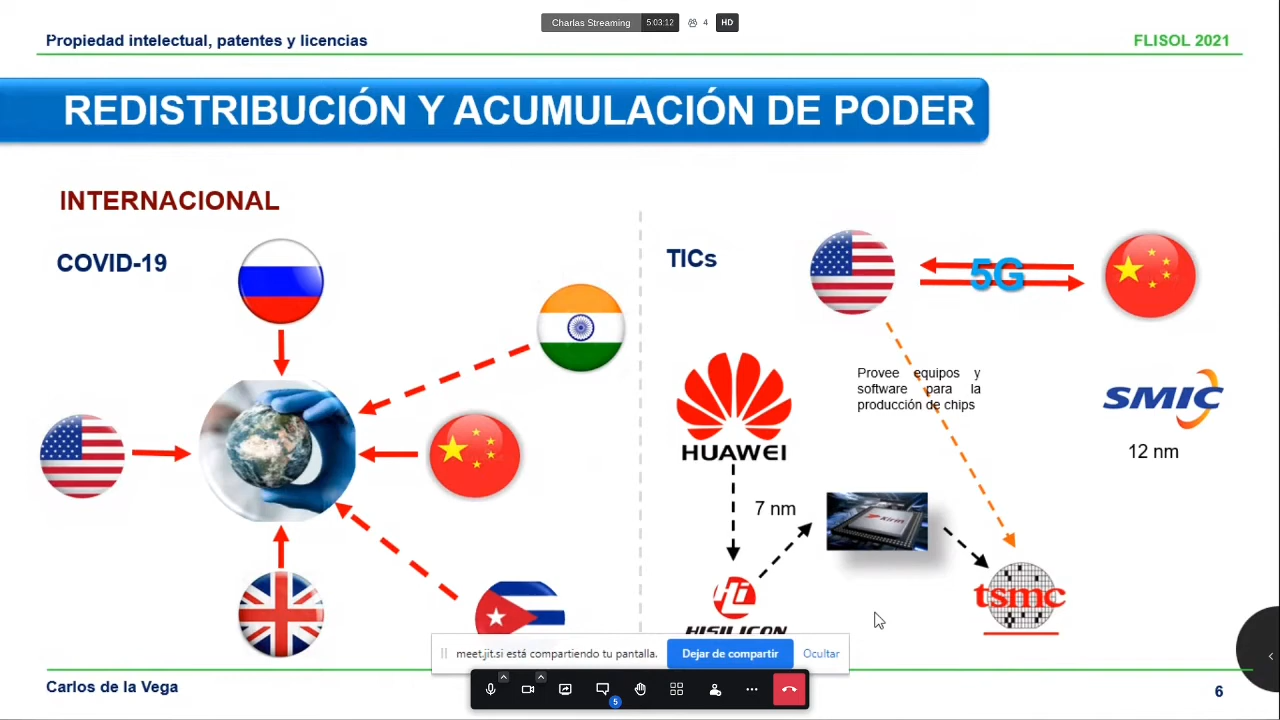 Charlas Streaming 5:03:12 4 HD
Propiedad intelectual, patentes y licencias
FLISOL 2021
REDISTRIBUCIÓN Y ACUMULACIÓN DE PODER
INTERNACIONAL
COVID-19
TICs
5G
Provee equipos y
software para la
producción de chips
HUAWEI
SMIC
12 nm
7 nm
Kirin
Hi
HISILICON
tsmc
meet.jit.si está compartiendo tu pantalla.
Dejar de compartir
Ocultar
5
Carlos de la Vega
6